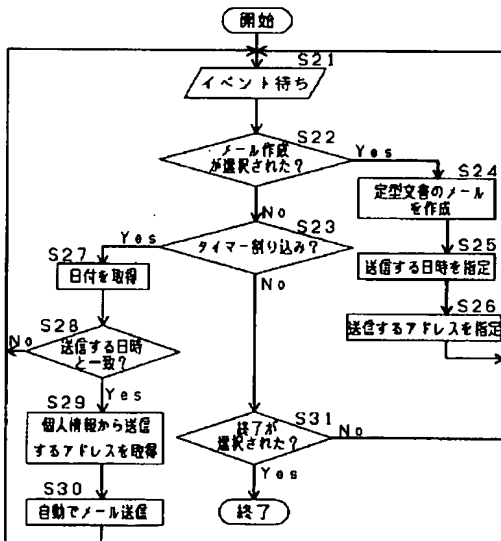 開始
S21
イベント待ち
S22
メール作成
が選択された?
Yes
No
S24
定型文書のメール
を作成
S23
タイマー割り込み?
Yes
No
S25
送信する日時を指定
S26
送信するアドレスを指定
S27
日付を取得
S28
送信する日時
と一致?
No
Yes
S29
個人情報から送信
するアドレスを取得
S30
自動でメール送信
S31
終了が
選択された?
No
Yes
終了